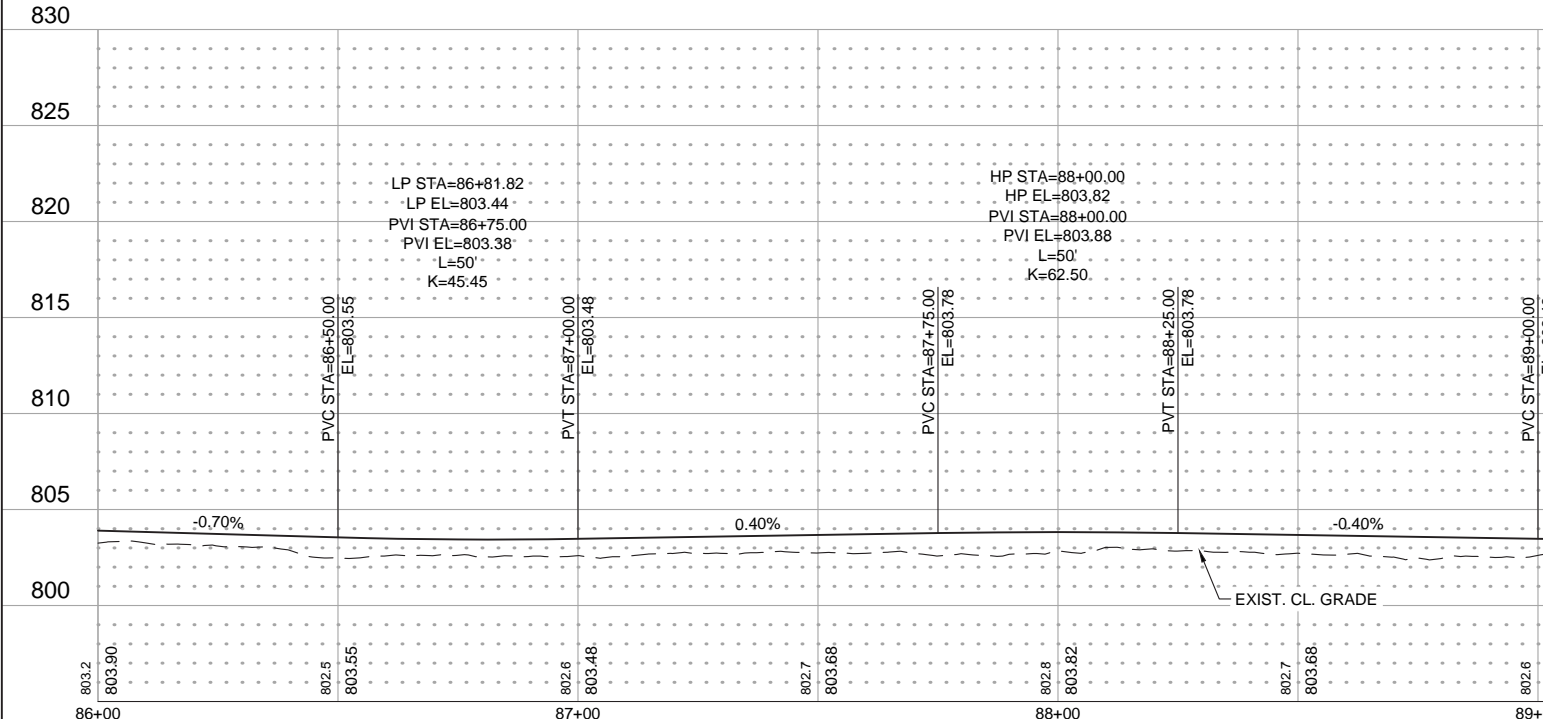 830
825
820
815
810
805
800
LP STA=86+81.82
LP EL=803.44
PVI STA=86+75.00
PVI EL=803.38
L=50'
K=45.45
HP STA=88+00.00
HP EL=803.82
PVI STA=88+00.00
PVI EL=803.88
L=50'
K=62.50
PVC STA=86+50.00
EL=803.55
PVT STA=87+00.00
EL=803.48
PVC STA=87+75.00
EL=803.78
PVT STA=88+25.00
EL=803.78
PVC STA=89+00.00
-0.70%
0.40%
-0.40%
EXIST. CL. GRADE
803.2
803.90
802.5
803.55
802.6
803.48
802.7
803.68
802.8
803.82
802.7
803.68
802.6
86+00
87+00
88+00
89+